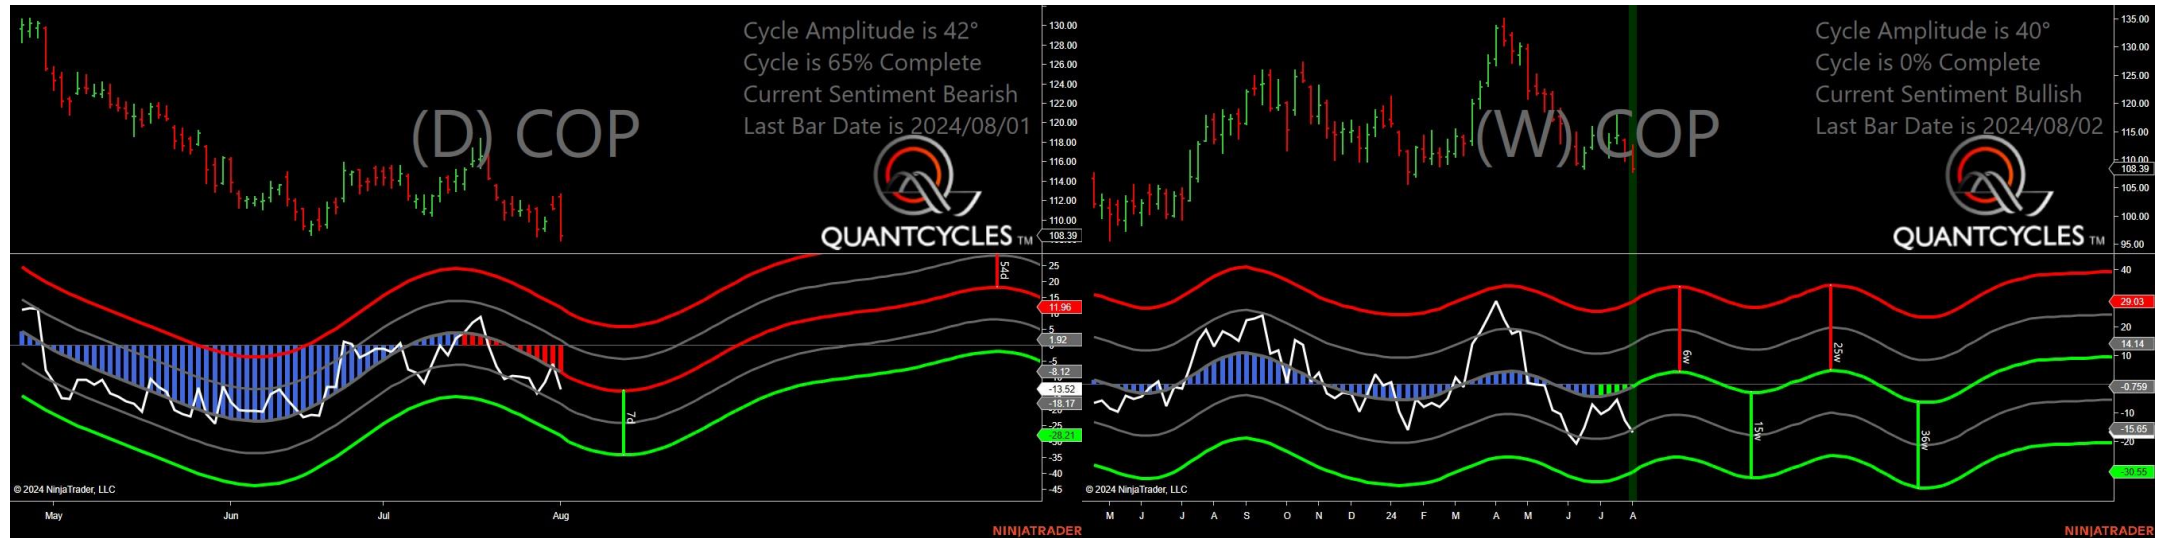 Cycle Amplitude is 42°
Cycle is 65% Complete
Current Sentiment Bearish
Last Bar Date is 2024/08/01
(D) COP
QUANTCYCLES TM
130.00
128.00
126.00
124.00
122.00
120.00
118.00
116.00
114.00
112.00
110.00
108.39
54d
7d
25
20
15
11.96
10
5
1.92
-5
-8.12
-13.52
-18.17
-25
-28.21
-35
-40
-45
© 2024 NinjaTrader, LLC
May
Jun
Jul
Aug
NINJATRADER
Cycle Amplitude is 40°
Cycle is 0% Complete
Current Sentiment Bullish
Last Bar Date is 2024/08/02
(W) COP
QUANTCYCLES TM
135.00
130.00
125.00
120.00
115.00
110.00
108.39
105.00
100.00
95.00
6w
25w
15w
36w
40
29.03
20
14.14
10
-0.759
-10
-15.65
-20
-30.55
© 2024 NinjaTrader, LLC
M J J A S O N D 24 F M A M J J A
NINJATRADER